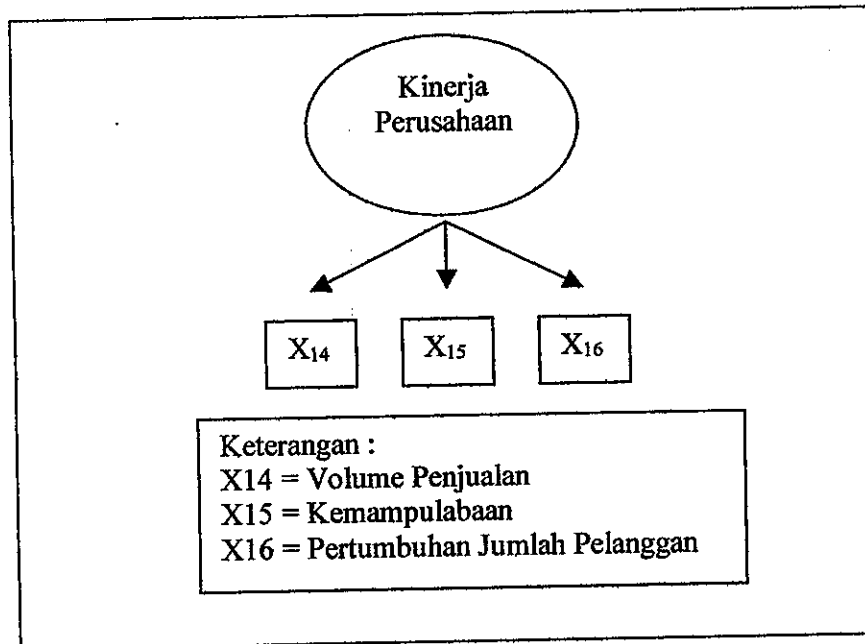 Kinerja
Perusahaan
X₁₄ X₁₅ X₁₆
Keterangan :
X14 = Volume Penjualan
X15 = Kemampulabaan
X16 = Pertumbuhan Jumlah Pelanggan